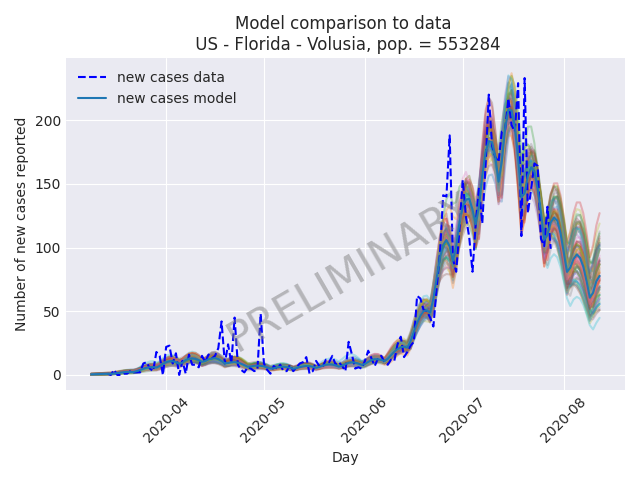 Model comparison to data
US - Florida - Volusia, pop. = 553284
new cases data
new cases model
Number of new cases reported
200
150
100
50
0
PRELIMINARY
2020-04
2020-05
2020-06
2020-07
2020-08
Day